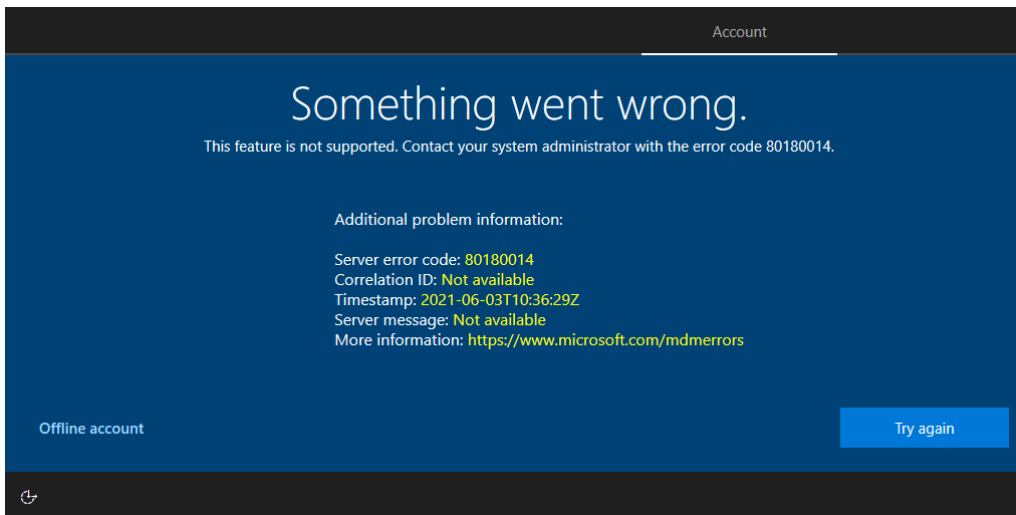 Account
Something went wrong.
This feature is not supported. Contact your system administrator with the error code 80180014.
Additional problem information:
Server error code: 80180014
Correlation ID: Not available
Timestamp: 2021-06-03T10:36:29Z
Server message: Not available
More information: https://www.microsoft.com/mdmerrors
Offline account
Try again